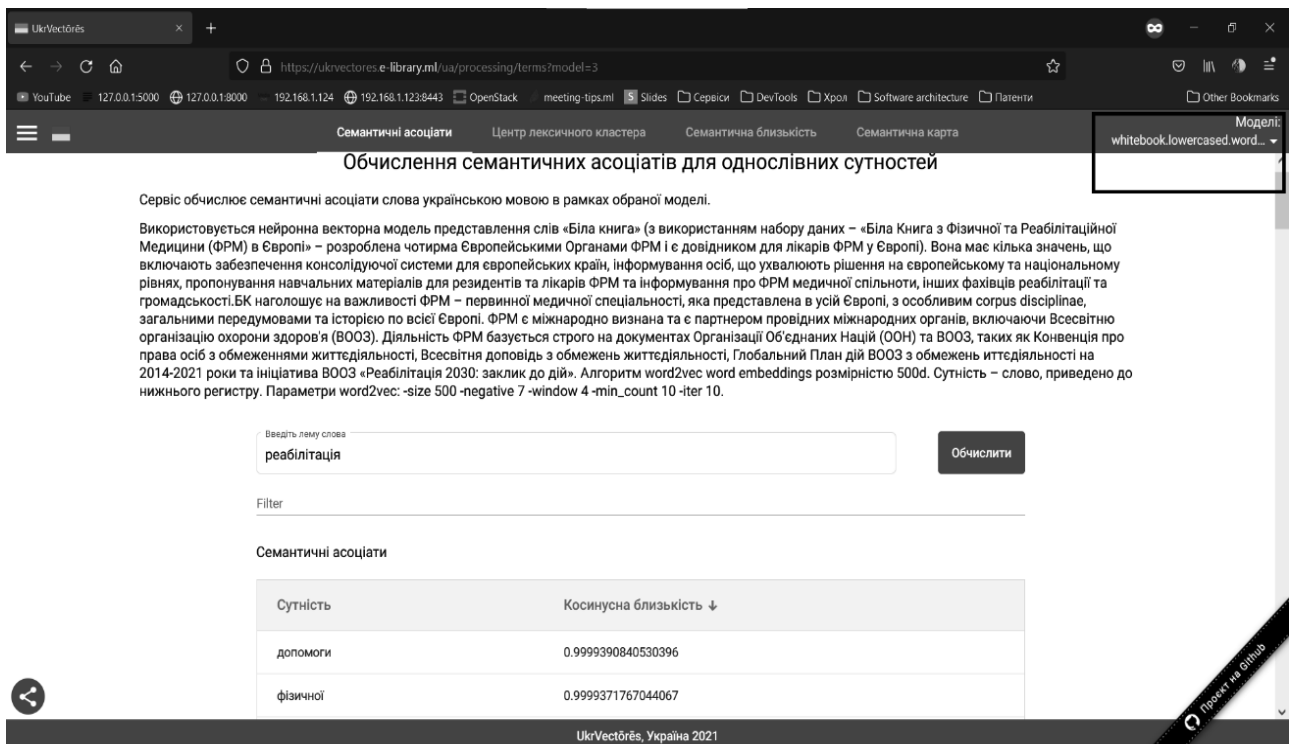 UkrVectōrēs
https://ukrvectores.e-library.ml/ua/processing/terms?model=3
YouTube 127.0.0.1:5000 127.0.0.1:8000 192.168.1.124 192.168.1.123:8443 OpenStack meeting-tips.ml S Slides Сервіси DevTools Хрол Software architecture Патенти Other Bookmarks
Моделі:
Семантичні асоціати Центр лексичного кластера Семантична близькість Семантична карта whitebook.lowercased.word...
Обчислення семантичних асоціатів для однослівних сутностей
Сервіс обчислює семантичні асоціати слова українською мовою в рамках обраної моделі.
Використовується нейронна векторна модель представлення слів «Біла книга» (з використанням набору даних – «Біла Книга з Фізичної та Реабілітаційної
Медицини (ФРМ) в Європі» – розроблена чотирма Європейськими Органами ФРМ і є довідником для лікарів ФРМ у Європі). Вона має кілька значень, що
включають забезпечення консолідуючої системи для європейських країн, інформування осіб, що ухвалюють рішення на європейському та національному
рівнях, пропонування навчальних матеріалів для резидентів та лікарів ФРМ та інформування про ФРМ медичної спільноти, інших фахівців реабілітації та
громадськості.БК наголошує на важливості ФРМ – первинної медичної спеціальності, яка представлена в усій Європі, з особливим corpus disciplinae,
загальними передумовами та історією по всієї Європі. ФРМ є міжнародно визнана та є партнером провідних міжнародних органів, включаючи Всесвітню
організацію охорони здоров'я (ВООЗ). Діяльність ФРМ базується строго на документах Організації Об'єднаних Націй (ООН) та ВООЗ, таких як Конвенція про
права осіб з обмеженнями життєдіяльності, Всесвітня доповідь з обмежень життєдіяльності, Глобальний План дій ВООЗ з обмежень иттєдіяльності на
2014-2021 роки та ініціатива ВООЗ «Реабілітація 2030: заклик до дій». Алгоритм word2vec word embeddings розмірністю 500d. Сутність – слово, приведено до
нижнього регистру. Параметри word2vec: -size 500 -negative 7 -window 4 -min_count 10 -iter 10.
Введіть лему слова
реабілітація Обчислити
Filter
Семантичні асоціати
Сутність Косинусна близькість
допомоги 0.9999390840530396
фізичної 0.9999371767044067
Проєкт на Github
UkrVectōrēs, Україна 2021